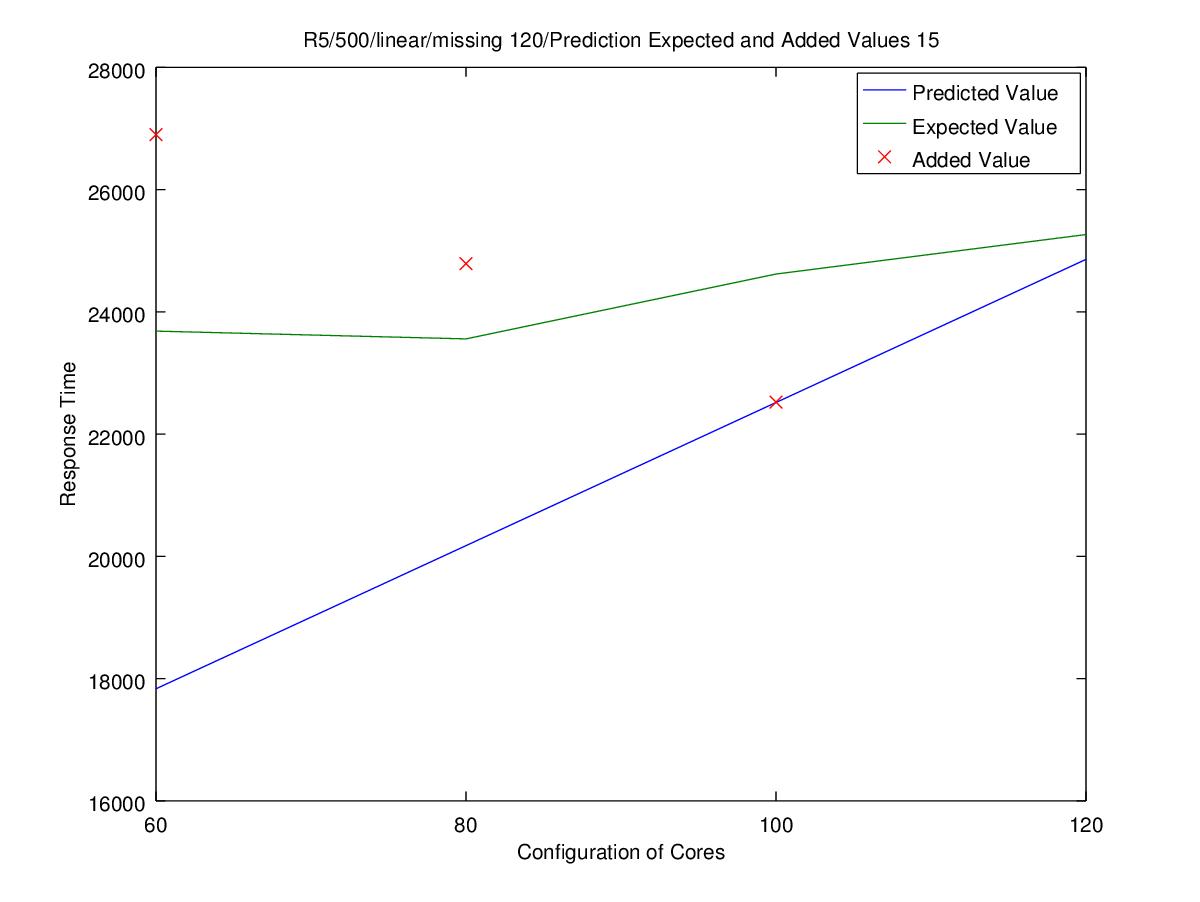 R5/500/linear/missing 120/Prediction Expected and Added Values 15
28000
26000
24000
22000
20000
18000
16000
Response Time
Predicted Value
Expected Value
Added Value
60
80
100
120
Configuration of Cores